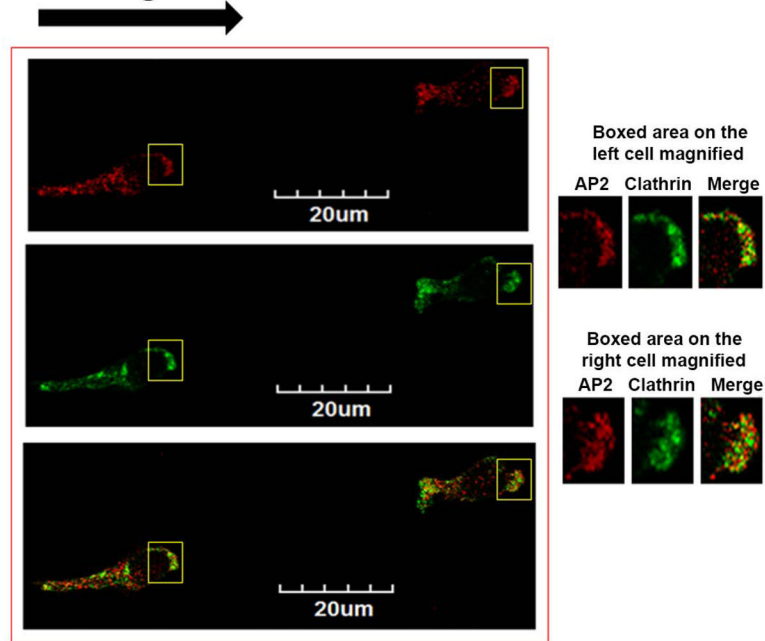 20um
20um
20um
Boxed area on the
left cell magnified
AP2 Clathrin Merge
Boxed area on the
right cell magnified
AP2 Clathrin Merge